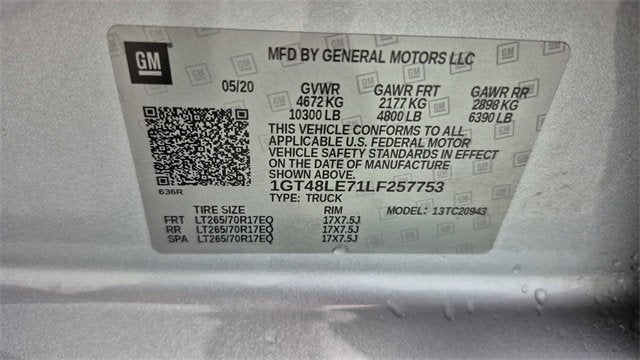 GM
MFD BY GENERAL MOTORS LLC
05/20 GVWR GAWR FRT GAWR RR
4672 KG 2177 KG 2898 KG
10300 LB 4800 LB 6390 LB
THIS VEHICLE CONFORMS TO ALL
APPLICABLE U.S. FEDERAL MOTOR
VEHICLE SAFETY STANDARDS IN EFFECT
ON THE DATE OF MANUFACTURE
SHOWN ABOVE.
636R 1GT48LE71LF257753
TYPE: TRUCK
TIRE SIZE RIM MODEL: 13TC20943
FRT LT265/70R17EQ 17X7.5J
RR LT265/70R17EQ 17X7.5J
SPA LT265/70R17EQ 17X7.5J